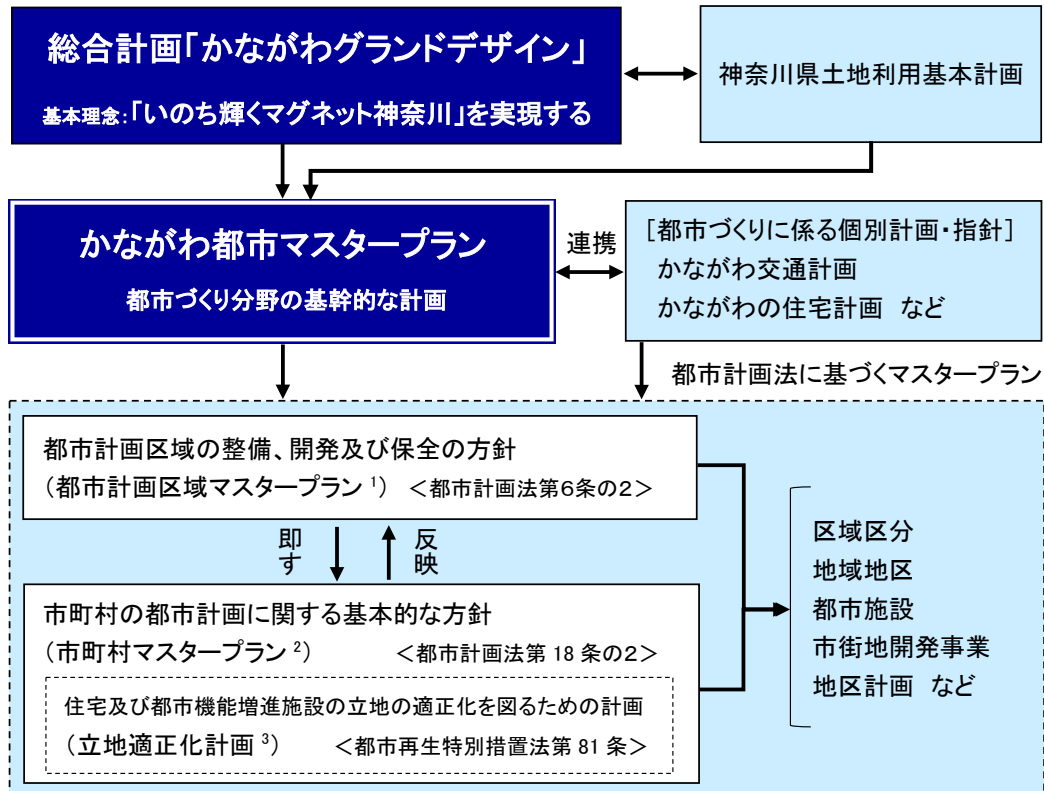 総合計画「かながわグランドデザイン」
基本理念:「いのち輝くマグネット神奈川」を実現する
神奈川県土地利用基本計画
かながわ都市マスタープラン
都市づくり分野の基幹的な計画
連携
[都市づくりに係る個別計画・指針]
かながわ交通計画
かながわの住宅計画 など
都市計画法に基づくマスタープラン
都市計画区域の整備、開発及び保全の方針
(都市計画区域マスタープラン 1) <都市計画法第6条の2>
即す
反映
市町村の都市計画に関する基本的な方針
(市町村マスタープラン 2) <都市計画法第 18 条の2>
住宅及び都市機能増進施設の立地の適正化を図るための計画
(立地適正化計画 3) <都市再生特別措置法第 81 条>
区域区分
地域地区
都市施設
市街地開発事業
地区計画 など